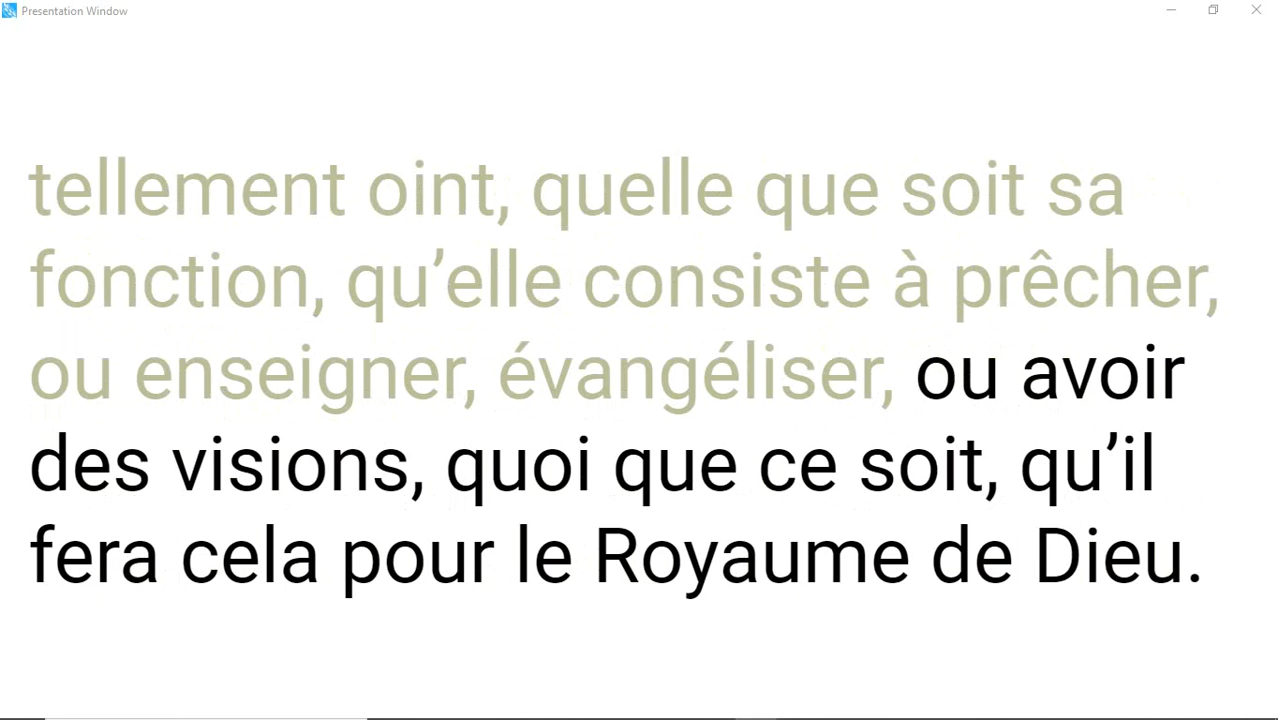 Presentation Window
tellement oint, quelle que soit sa
fonction, qu’elle consiste à prêcher,
ou enseigner, évangéliser, ou avoir
des visions, quoi que ce soit, qu’il
fera cela pour le Royaume de Dieu.